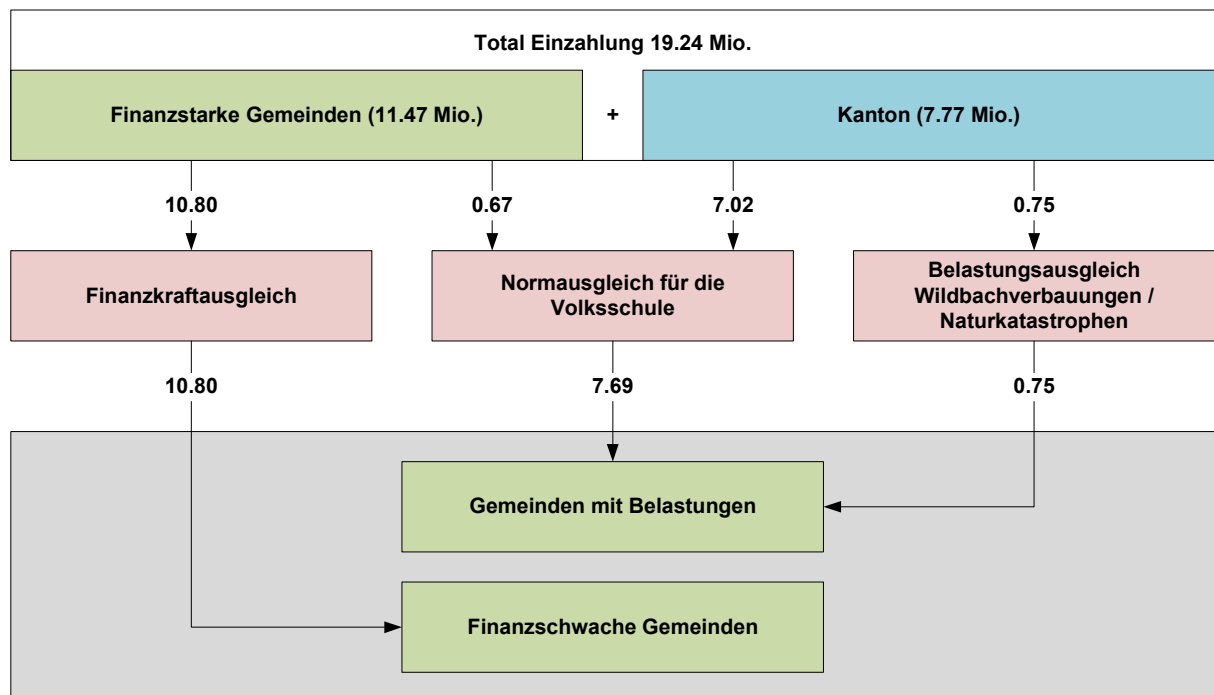 Total Einzahlung 19.24 Mio.
Finanzstarke Gemeinden (11.47 Mio.)
+
Kanton (7.77 Mio.)
10.80
0.67
7.02
0.75
Finanzkraftausgleich
Normausgleich für die
Volksschule
Belastungsausgleich
Wildbachverbauungen /
Naturkatastrophen
10.80
7.69
0.75
Gemeinden mit Belastungen
Finanzschwache Gemeinden